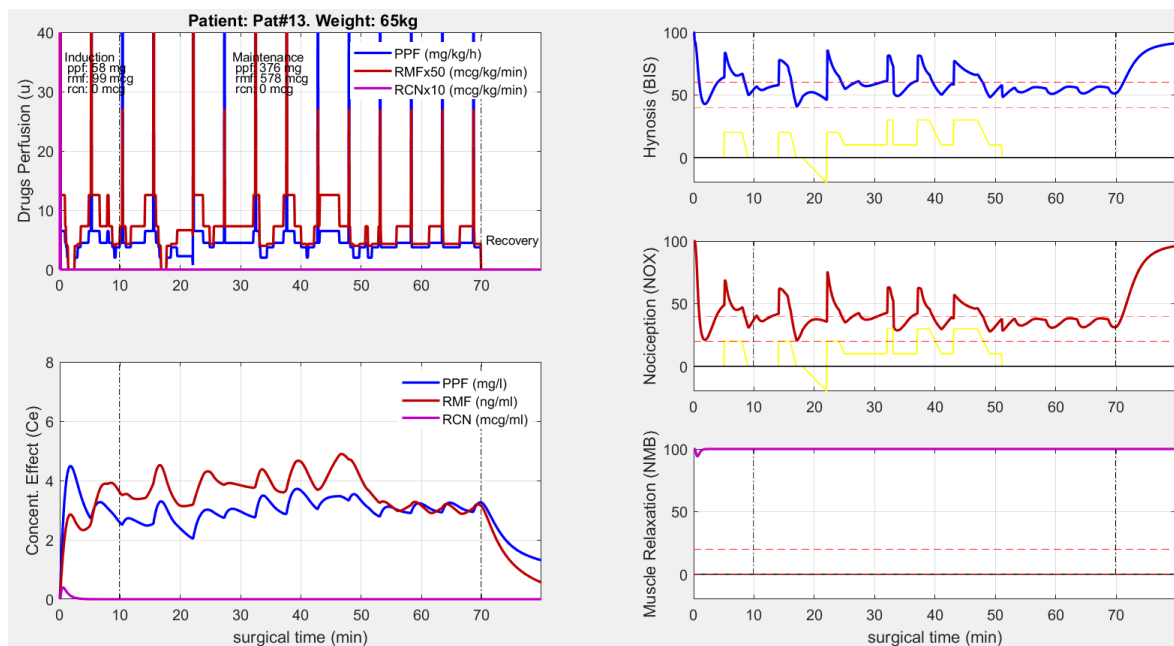 Patient: Pat#13. Weight: 65kg
Drugs Perfusion (u)
40
30
20
10
0
Induction
ppf: 58 mg
rmf: 99 mcg
rcn: 0 mcg
Maintenance
ppf: 376 mg
rmf: 578 mcg
rcn: 0 mcg
PPF (mg/kg/h)
RMFx50 (mcg/kg/min)
RCNx10 (mcg/kg/min)
Recovery
0 10 20 30 40 50 60 70
Concent. Effect (Ce)
8
6
4
2
0
PPF (mg/l)
RMF (ng/ml)
RCN (mcg/ml)
0 10 20 30 40 50 60 70
surgical time (min)
Hynosis (BIS)
100
50
0
0 10 20 30 40 50 60 70
Nociception (NOX)
100
50
0
0 10 20 30 40 50 60 70
Muscle Relaxation (NMB)
100
50
0
0 10 20 30 40 50 60 70
surgical time (min)